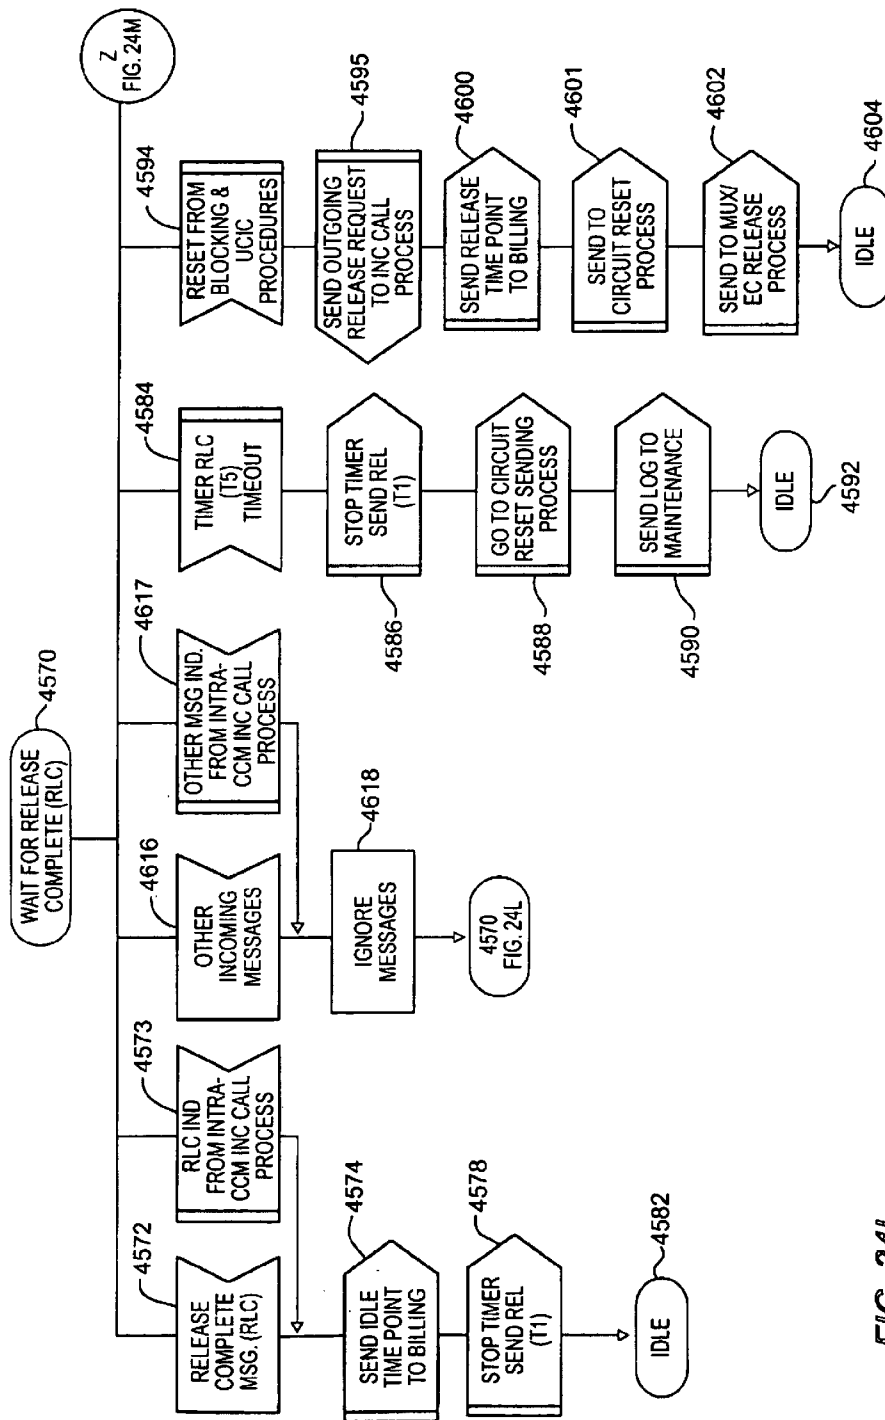 WAIT FOR RELEASE
COMPLETE (RLC)
4570
Z
FIG. 24M
RELEASE
COMPLETE
MSG. (RLC)
4572
RLC IND
FROM INTRA-
CCM INC CALL
PROCESS
4573
SEND IDLE
TIME POINT
TO BILLING
4574
STOP TIMER
SEND REL
(T1)
4578
IDLE
4582
OTHER
INCOMING
MESSAGES
4616
OTHER MSG IND.
FROM INTRA-
CCM INC CALL
PROCESS
4617
IGNORE
MESSAGES
4618
4570
FIG. 24L
TIMER RLC
(T5)
TIMEOUT
4584
STOP TIMER
SEND REL
(T1)
4586
GO TO CIRCUIT
RESET SENDING
PROCESS
4588
SEND LOG TO
MAINTENANCE
4590
IDLE
4592
RESET FROM
BLOCKING &
UCIC
PROCEDURES
4594
SEND OUTGOING
RELEASE REQUEST
TO INC CALL
PROCESS
4595
SEND RELEASE
TIME POINT
TO BILLING
4600
SEND TO
CIRCUIT RESET
PROCESS
4601
SEND TO MUX/
EC RELEASE
PROCESS
4602
IDLE
4604
FIG. 24L